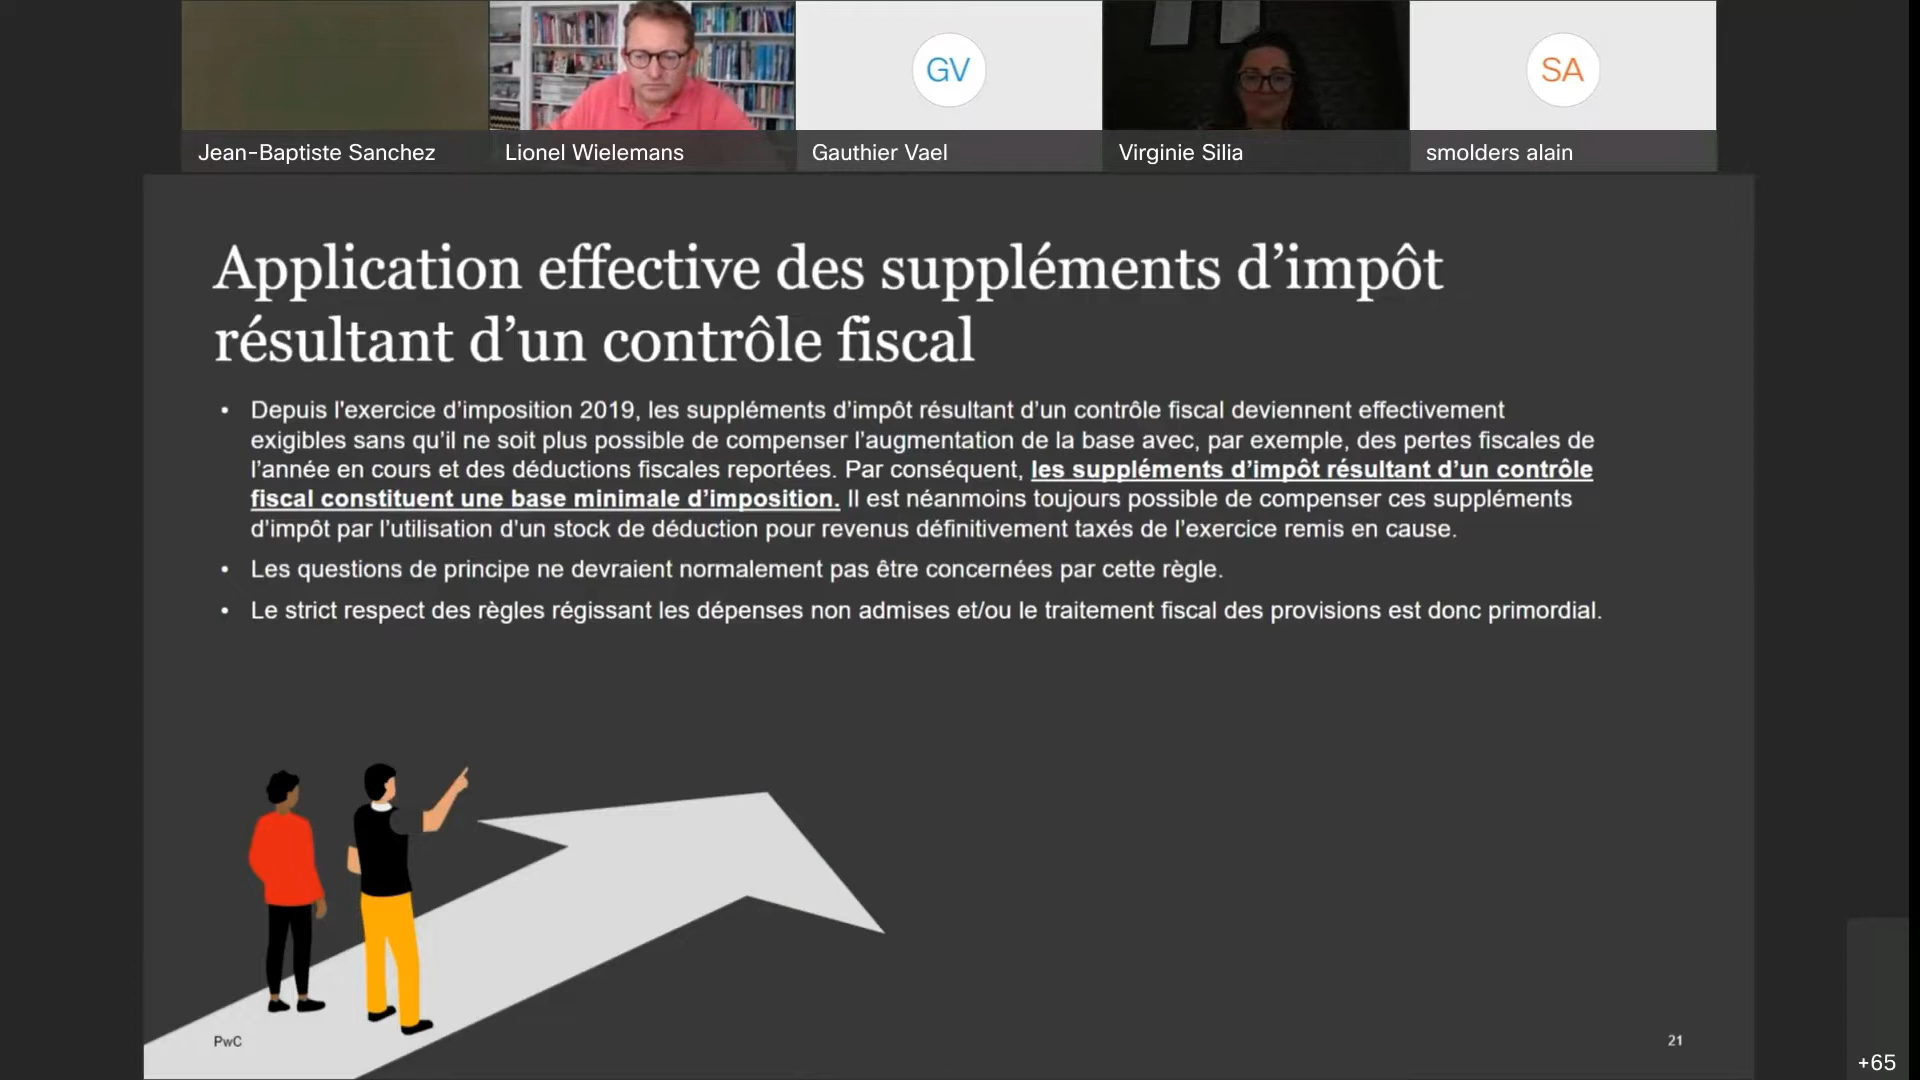 GV
SA
Jean-Baptiste Sanchez
Lionel Wielemans
Gauthier Vael
Virginie Silia
smolders alain
Application effective des suppléments d’impôt
résultant d’un contrôle fiscal
• Depuis l'exercice d’imposition 2019, les suppléments d’impôt résultant d’un contrôle fiscal deviennent effectivement
exigibles sans qu’il ne soit plus possible de compenser l’augmentation de la base avec, par exemple, des pertes fiscales de
l’année en cours et des déductions fiscales reportées. Par conséquent, les suppléments d’impôt résultant d’un contrôle
fiscal constituent une base minimale d’imposition. Il est néanmoins toujours possible de compenser ces suppléments
d’impôt par l’utilisation d’un stock de déduction pour revenus définitivement taxés de l’exercice remis en cause.
• Les questions de principe ne devraient normalement pas être concernées par cette règle.
• Le strict respect des règles régissant les dépenses non admises et/ou le traitement fiscal des provisions est donc primordial.
PwC
21
+65